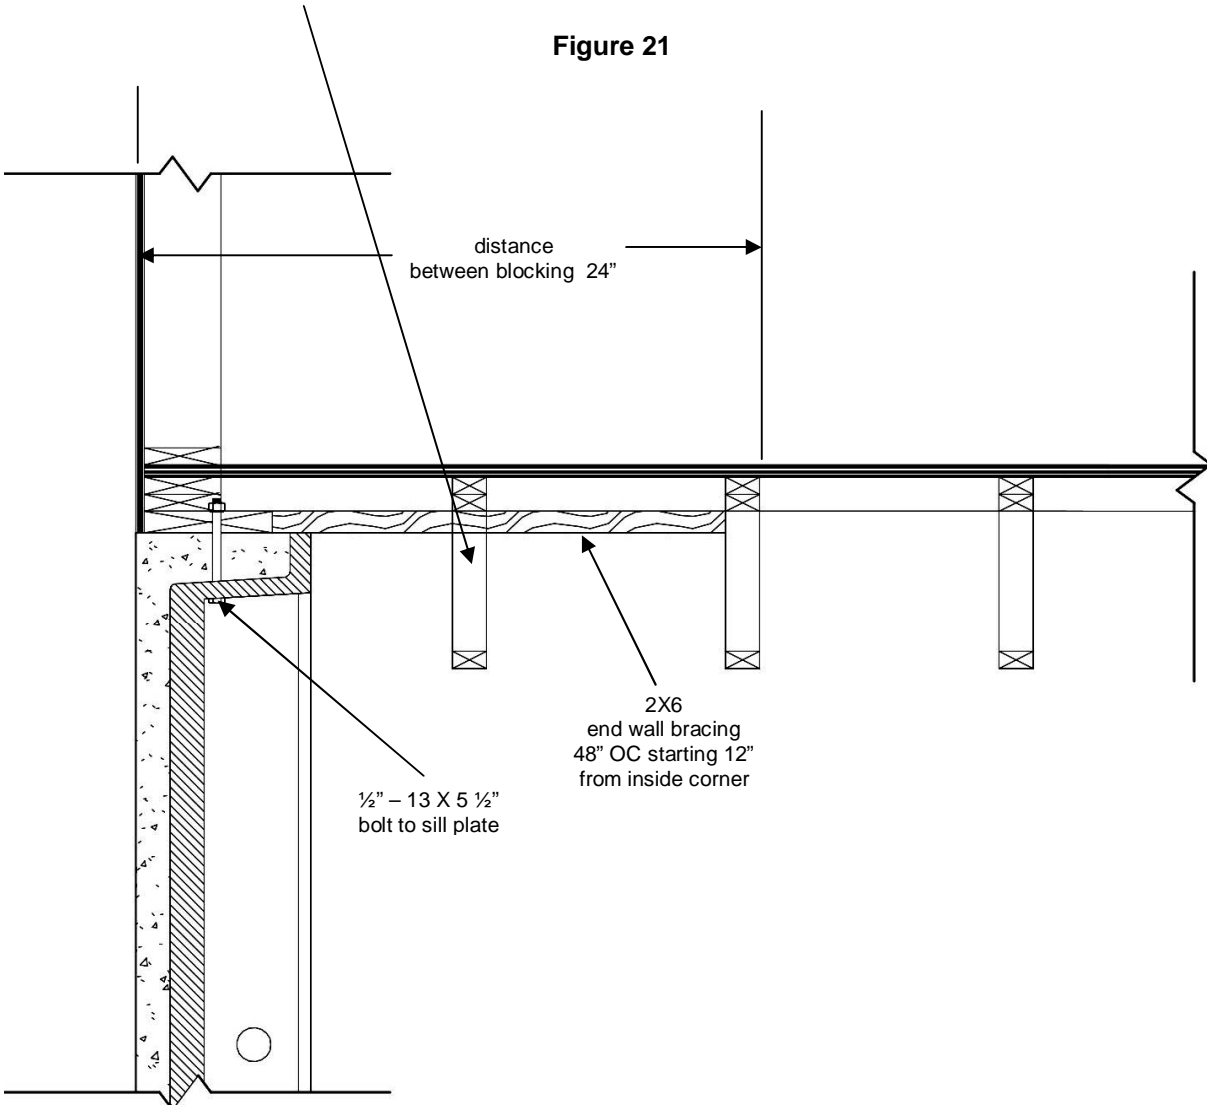 Figure 21
distance
between blocking  24”
2X6
end wall bracing
48” OC starting 12”
from inside corner
½” – 13 X 5 ½”
bolt to sill plate